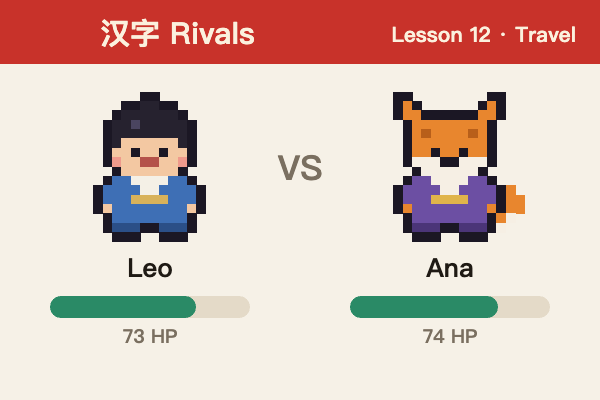 汉字 Rivals
Lesson 12 · Travel
VS
Leo
Ana
73 HP
74 HP